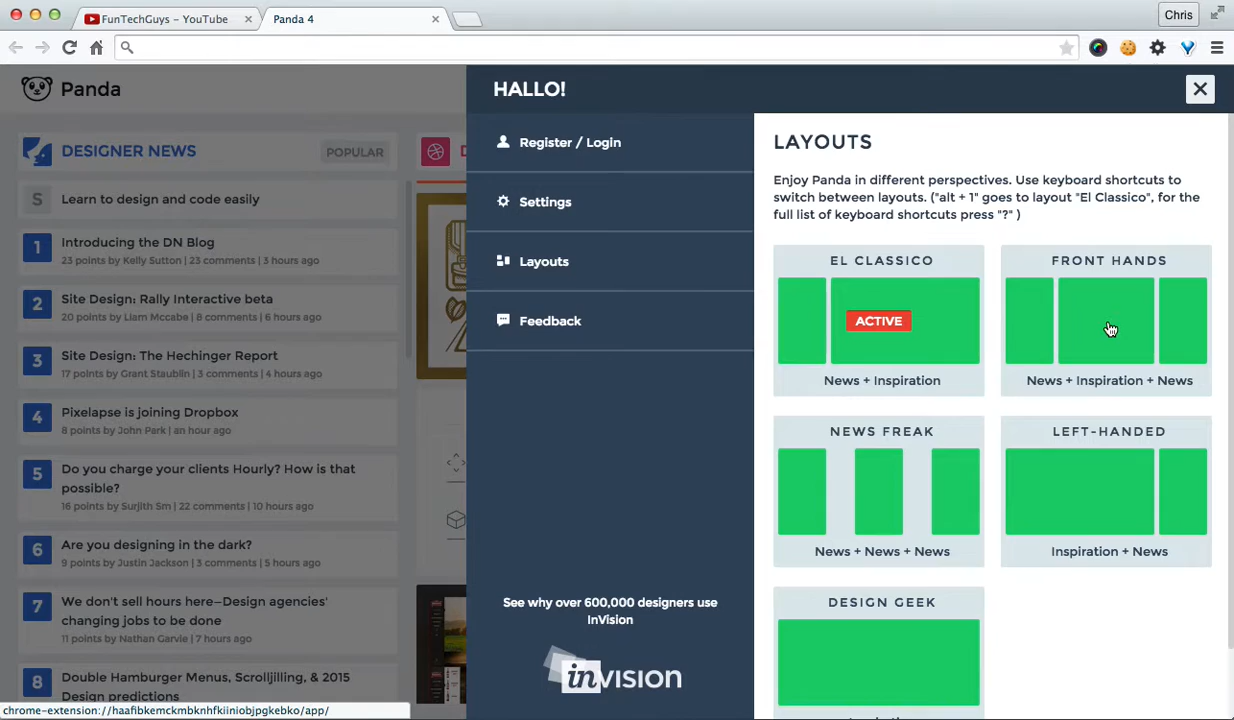 FunTechGuys - YouTube
Panda 4
Chris
Panda
HALLO!
DESIGNER NEWS
POPULAR
S
Learn to design and code easily
1
Introducing the DN Blog
23 points by Kelly Sutton | 23 comments | 3 hours ago
2
Site Design: Rally Interactive beta
20 points by Liam Mccabe | 8 comments | 6 hours ago
3
Site Design: The Hechinger Report
17 points by Grant Staublin | 3 comments | 4 hours ago
4
Pixelapse is joining Dropbox
8 points by John Park | an hour ago
5
Do you charge your clients Hourly? How is that
possible?
16 points by Surjith Sm | 22 comments | 10 hours ago
6
Are you designing in the dark?
9 points by Justin Jackson | 3 comments | 5 hours ago
7
We don't sell hours here—Design agencies'
changing jobs to be done
11 points by Nathan Garvie | 7 hours ago
8
Double Hamburger Menus, Scrolljilling, & 2015
Design predictions
chrome-extension://haafibkemckmbknhfkiiniobjpgkebko/app/
D
Register / Login
Settings
Layouts
Feedback
See why over 600,000 designers use
InVision
invision
LAYOUTS
Enjoy Panda in different perspectives. Use keyboard shortcuts to
switch between layouts. ("alt + 1" goes to layout "El Classico", for the
full list of keyboard shortcuts press "?" )
EL CLASSICO
ACTIVE
News + Inspiration
FRONT HANDS
News + Inspiration + News
NEWS FREAK
News + News + News
LEFT-HANDED
Inspiration + News
DESIGN GEEK